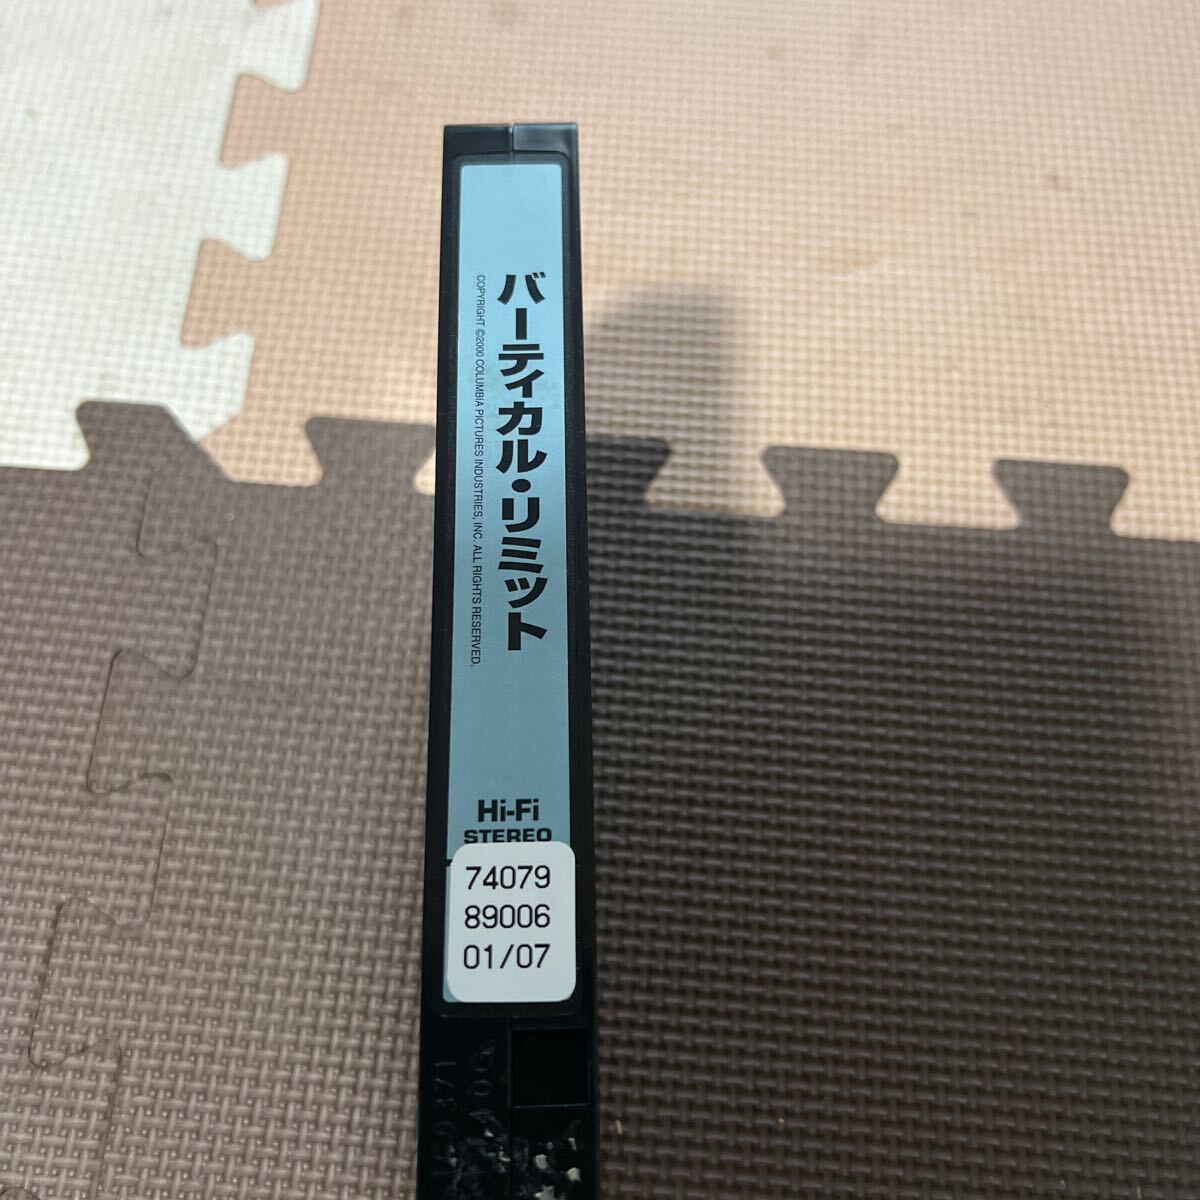 バーティカル・リミット
COPYRIGHT ©2000 COLUMBIA PICTURES INDUSTRIES, INC. ALL RIGHTS RESERVED.
Hi-Fi
STEREO
74079
89006
01/07